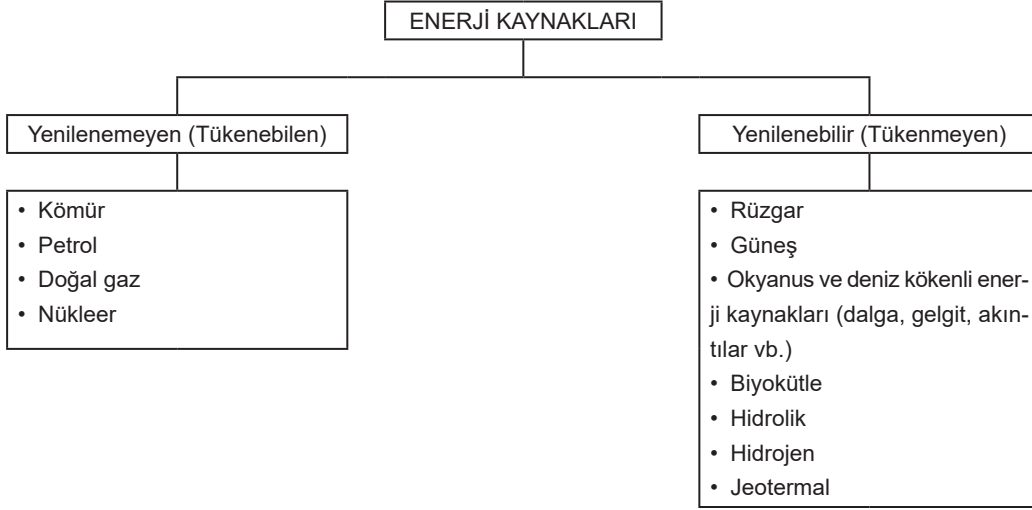 ENERJİ KAYNAKLARI
Yenilenemeyen (Tükenebilen)
• Kömür
• Petrol
• Doğal gaz
• Nükleer
Yenilenebilir (Tükenmeyen)
• Rüzgar
• Güneş
• Okyanus ve deniz kökenli ener-
ji kaynakları (dalga, gelgit, akın-
tılar vb.)
• Biyokütle
• Hidrolik
• Hidrojen
• Jeotermal